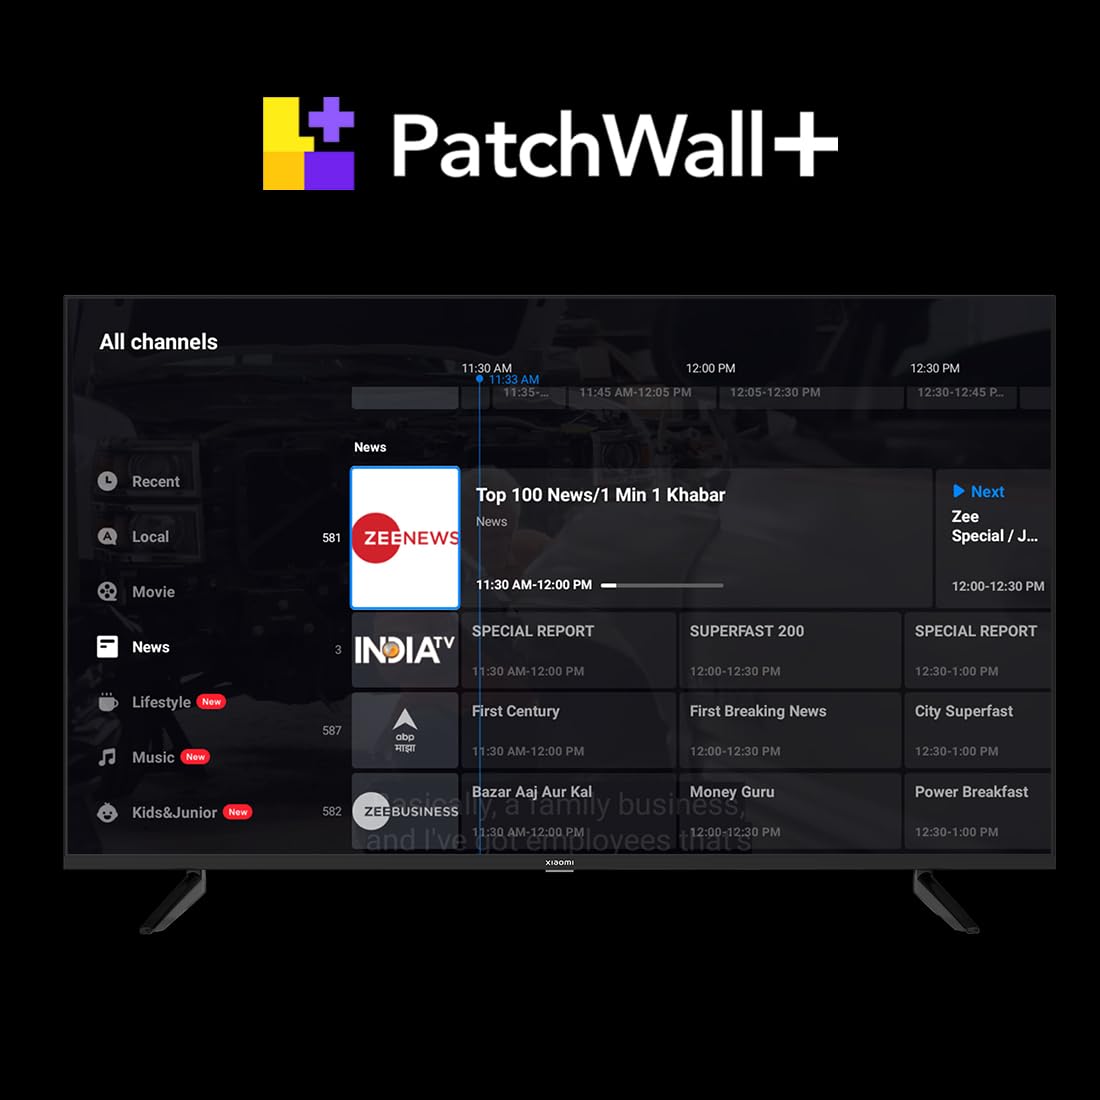 PatchWall+
All channels
11:30 AM
12:00 PM
12:30 PM
11:33 AM
11:35-...
11:45 AM-12:05 PM
12:05-12:30 PM
12:30-12:45 P...
News
Recent
Local
Movie
News
Lifestyle New
Music New
Kids&Junior New
581
ZEENEWS
Top 100 News/1 Min 1 Khabar
News
11:30 AM-12:00 PM
Next
Zee
Special / J...
12:00-12:30 PM
3
INDIA TV
SPECIAL REPORT
11:30 AM-12:00 PM
SUPERFAST 200
12:00-12:30 PM
SPECIAL REPORT
12:30-1:00 PM
587
abp
माझा
First Century
11:30 AM-12:00 PM
First Breaking News
12:00-12:30 PM
City Superfast
12:30-1:00 PM
582
ZEEBUSINESS
Bazar Aaj Aur Kal
11:30 AM-12:00 PM
Money Guru
12:00-12:30 PM
Power Breakfast
12:30-1:00 PM
Basically, a family business,
and I've got employees that's
xiaomi